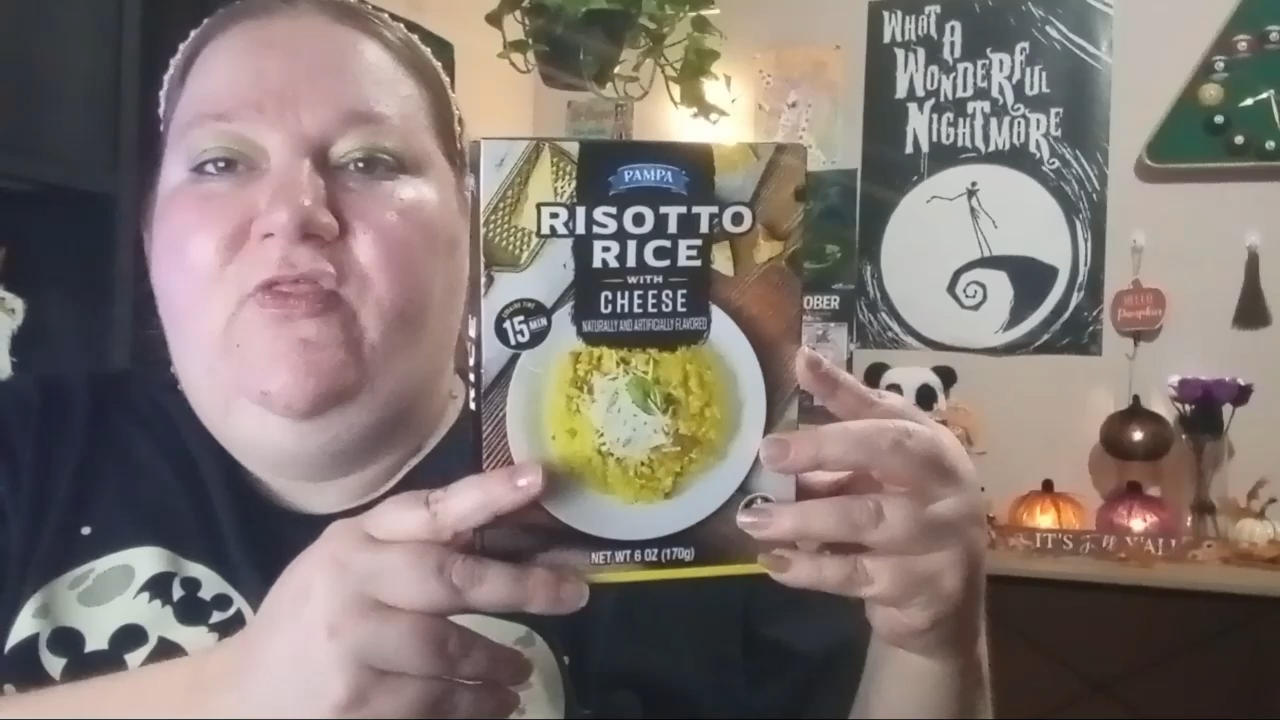 PAMPA
RISOTTO
RICE
WITH
CHEESE
NATURALLY AND ARTIFICIALLY FLAVORED
15 MIN
NET WT 6 OZ (170g)
RICE
WHAT
A
WONDERFUL
NIGHTMARE
OBER
HELLO
Pumpkin
IT'S
Y'ALL